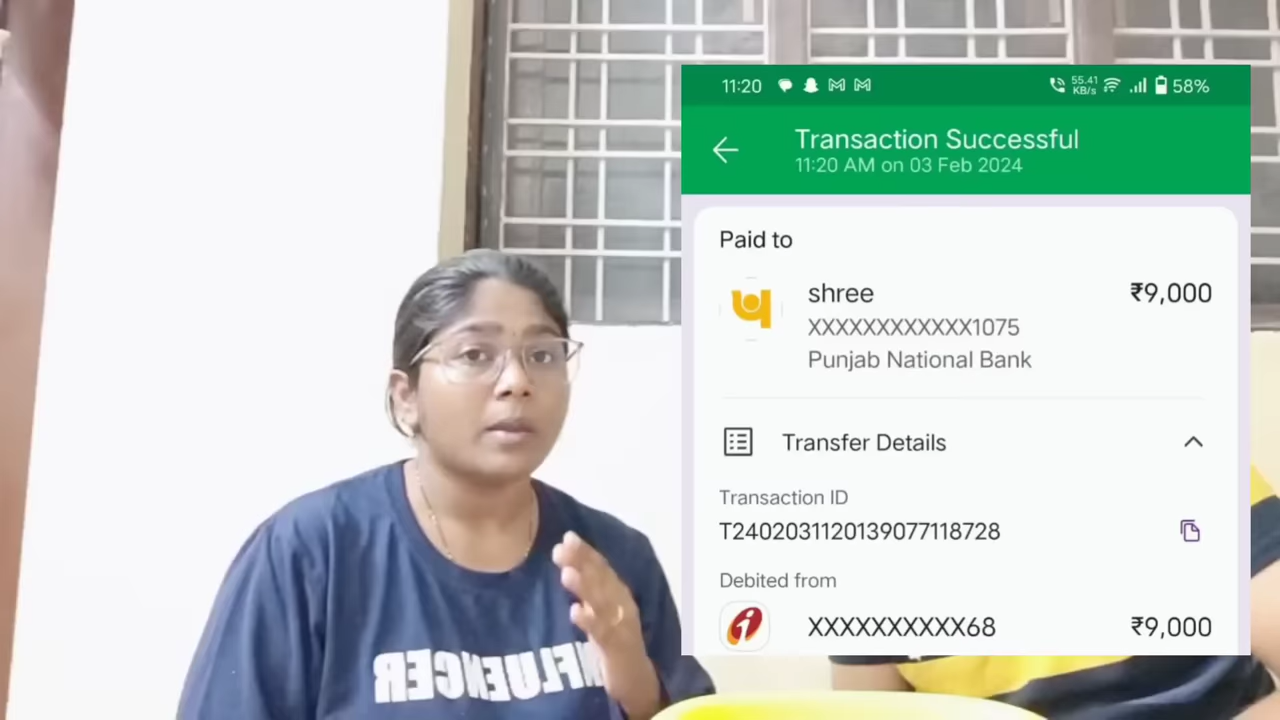 11:20
55.41
KB/s
58%
Transaction Successful
11:20 AM on 03 Feb 2024
Paid to
shree
₹9,000
XXXXXXXXXXXX1075
Punjab National Bank
Transfer Details
Transaction ID
T2402031120139077118728
Debited from
XXXXXXXXXX68
₹9,000
INFLUENCER